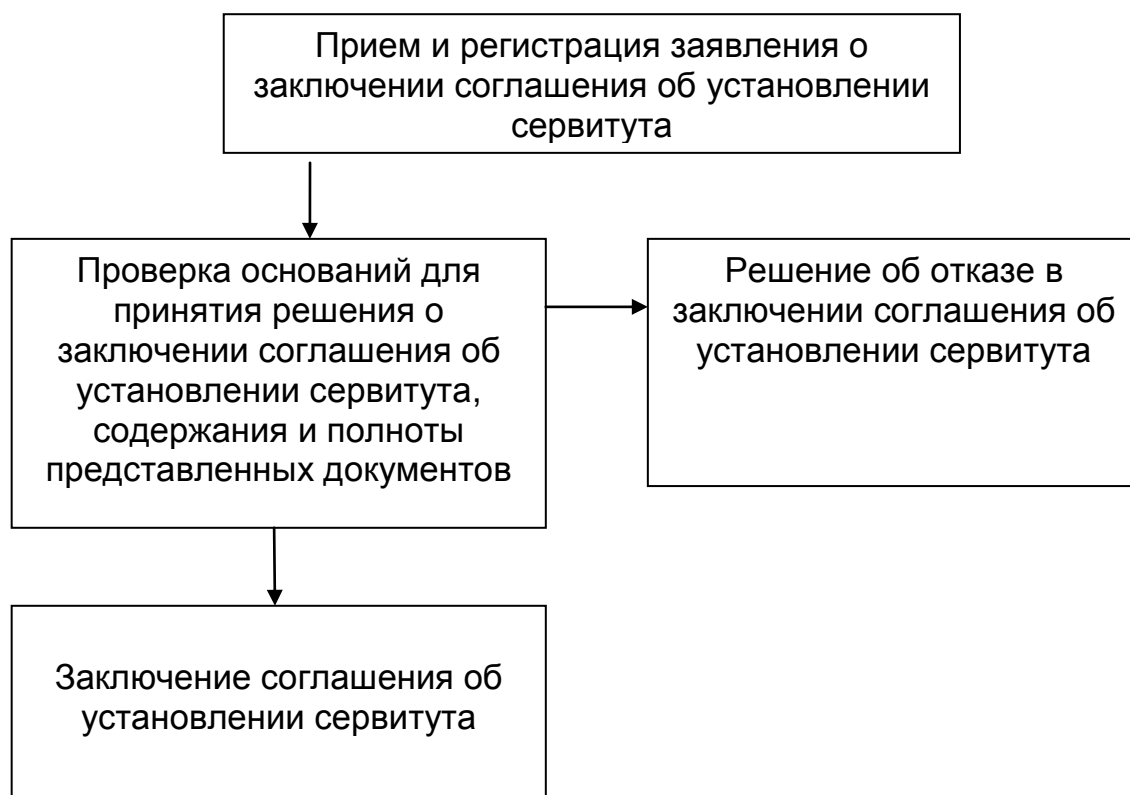 Прием и регистрация заявления о
заключении соглашения об установлении
сервитута
Проверка оснований для
принятия решения о
заключении соглашения об
установлении сервитута,
содержания и полноты
представленных документов
Решение об отказе в
заключении соглашения об
установлении сервитута
Заключение соглашения об
установлении сервитута